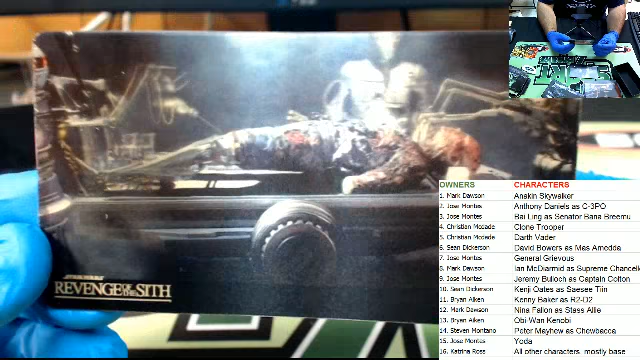 OWNERS CHARACTERS
1. Mark Dawson Anakin Skywalker
2. Jose Montes Anthony Daniels as C-3PO
3. Jose Montes Bai Ling as Senator Bana Breemu
4. Christian Mccade Clone Trooper
5. Christian Mccade Darth Vader
6. Sean Dickerson David Bowers as Mas Amedda
7. Jose Montes General Grievous
8. Mark Dawson Ian McDiarmid as Supreme Chancell
9. Jose Montes Jeremy Bulloch as Captain Colton
10. Sean Dickerson Kenji Oates as Saesee Tiin
11. Bryan Aiken Kenny Baker as R2-D2
12. Mark Dawson Nina Fallon as Stass Allie
13. Bryan Aiken Obi-Wan Kenobi
14. Steven Montano Peter Mayhew as Chewbacca
15. Jose Montes Yoda
16. Katrina Ross All other characters, mostly base
STAR WARS
REVENGE OF THE SITH